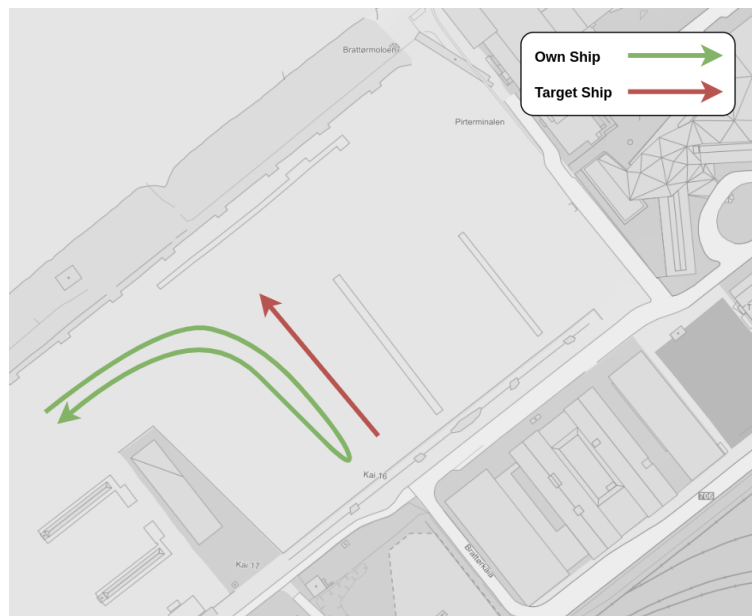 Brattørmoloen
Own Ship
Target Ship
Pirterminalen
Kai 16
706
Brattørkaia
Kai 17